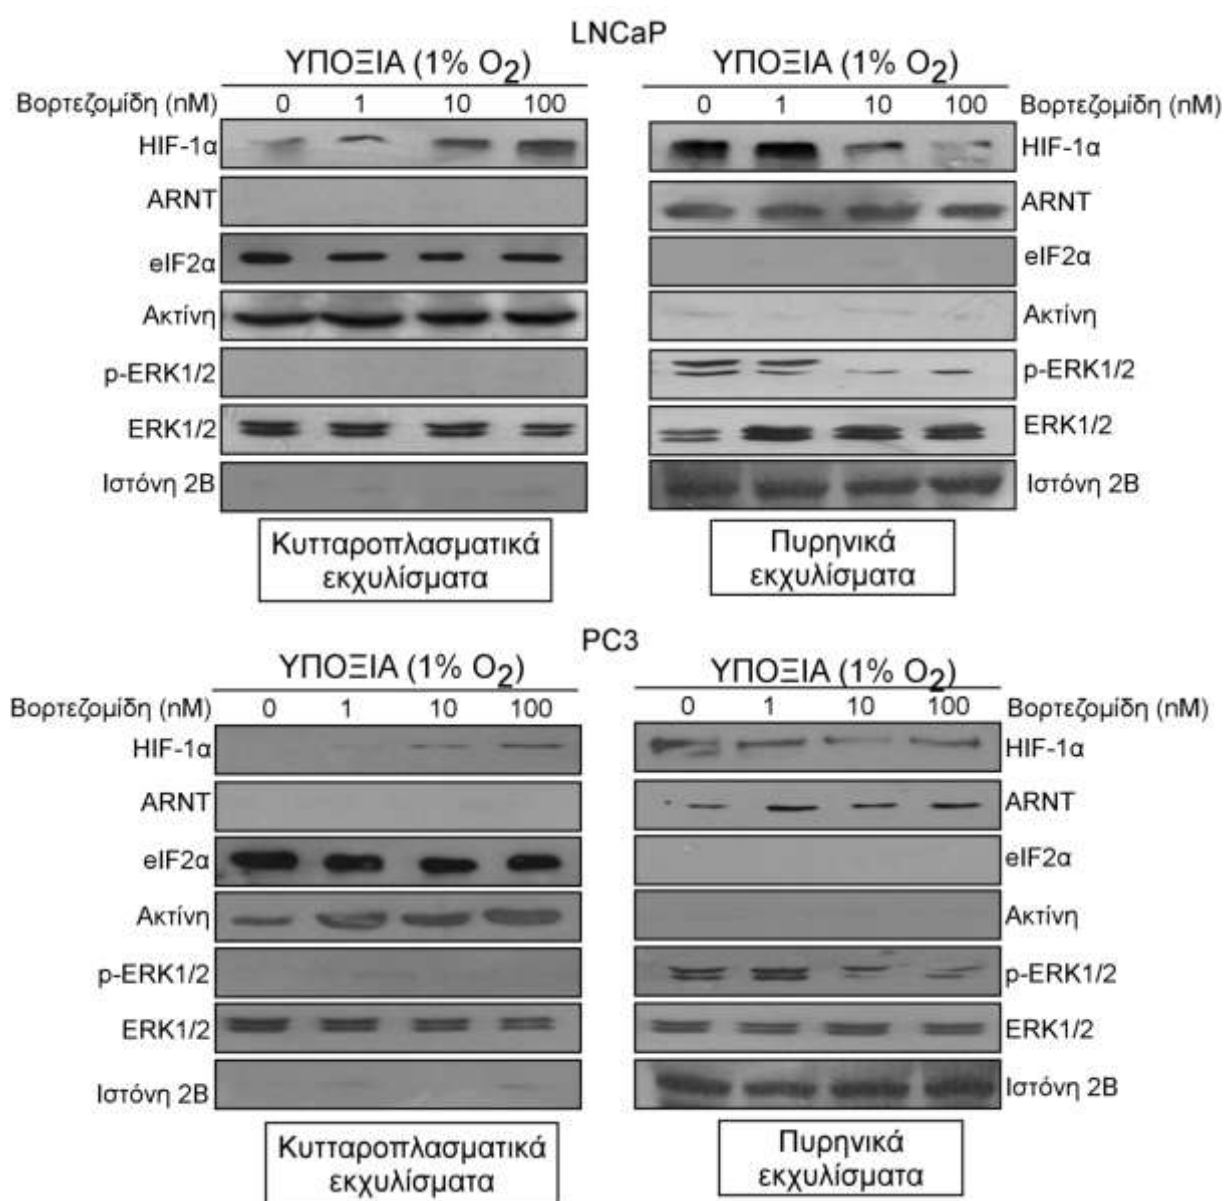 LNCaP
ΥΠΟΞΙΑ (1% O2) ΥΠΟΞΙΑ (1% O2)
Βορτεζομίδη (nM) 0 1 10 100 0 1 10 100 Βορτεζομίδη (nM)
HIF-1α HIF-1α
ARNT ARNT
eIF2α eIF2α
Ακτίνη Ακτίνη
p-ERK1/2 p-ERK1/2
ERK1/2 ERK1/2
Ιστόνη 2B Ιστόνη 2B
Κυτταροπλασματικά Πυρηνικά
εκχυλίσματα εκχυλίσματα
PC3
ΥΠΟΞΙΑ (1% O2) ΥΠΟΞΙΑ (1% O2)
Βορτεζομίδη (nM) 0 1 10 100 0 1 10 100 Βορτεζομίδη (nM)
HIF-1α HIF-1α
ARNT ARNT
eIF2α eIF2α
Ακτίνη Ακτίνη
p-ERK1/2 p-ERK1/2
ERK1/2 ERK1/2
Ιστόνη 2B Ιστόνη 2B
Κυτταροπλασματικά Πυρηνικά
εκχυλίσματα εκχυλίσματα